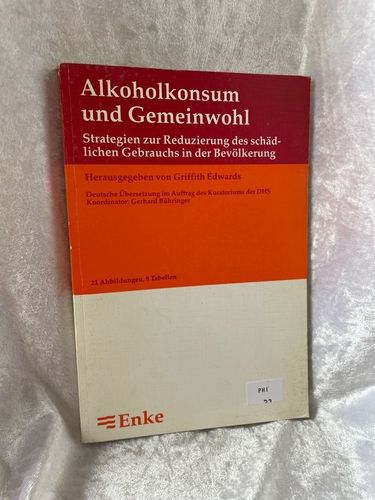 Alkoholkonsum
und Gemeinwohl
Strategien zur Reduzierung des schäd-
lichen Gebrauchs in der Bevölkerung
Herausgegeben von Griffith Edwards
Deutsche Übersetzung im Auftrag des Kuratoriums der DHS
Koordinator: Gerhard Bühringer
21 Abbildungen, 9 Tabellen
PHI
Enke